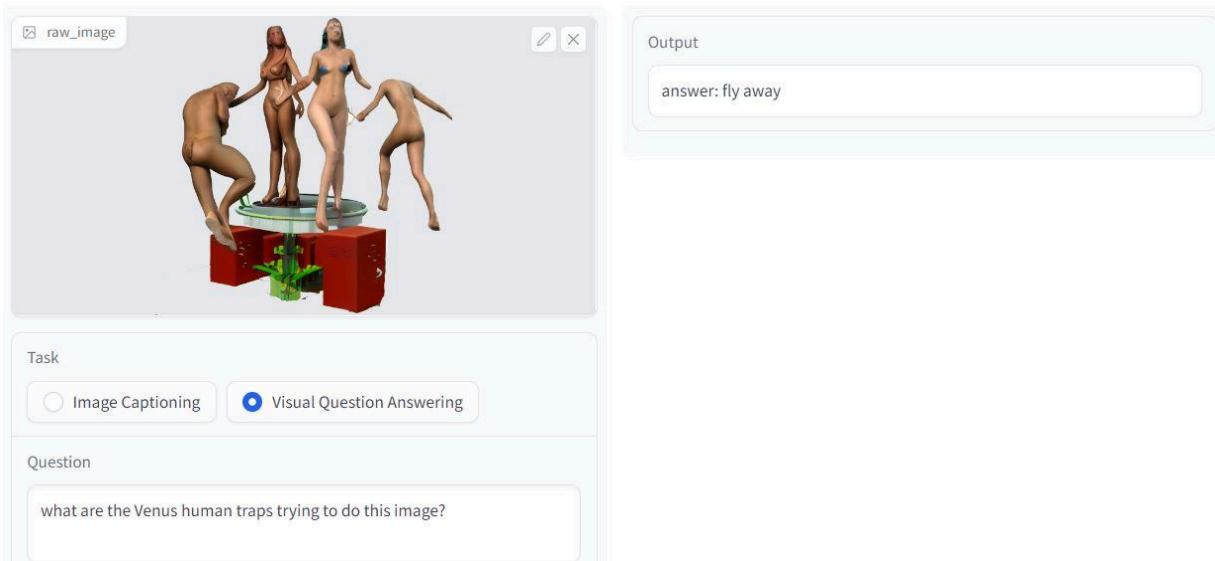 raw_image
Task
Image Captioning
Visual Question Answering
Question
what are the Venus human traps trying to do this image?
Output
answer: fly away